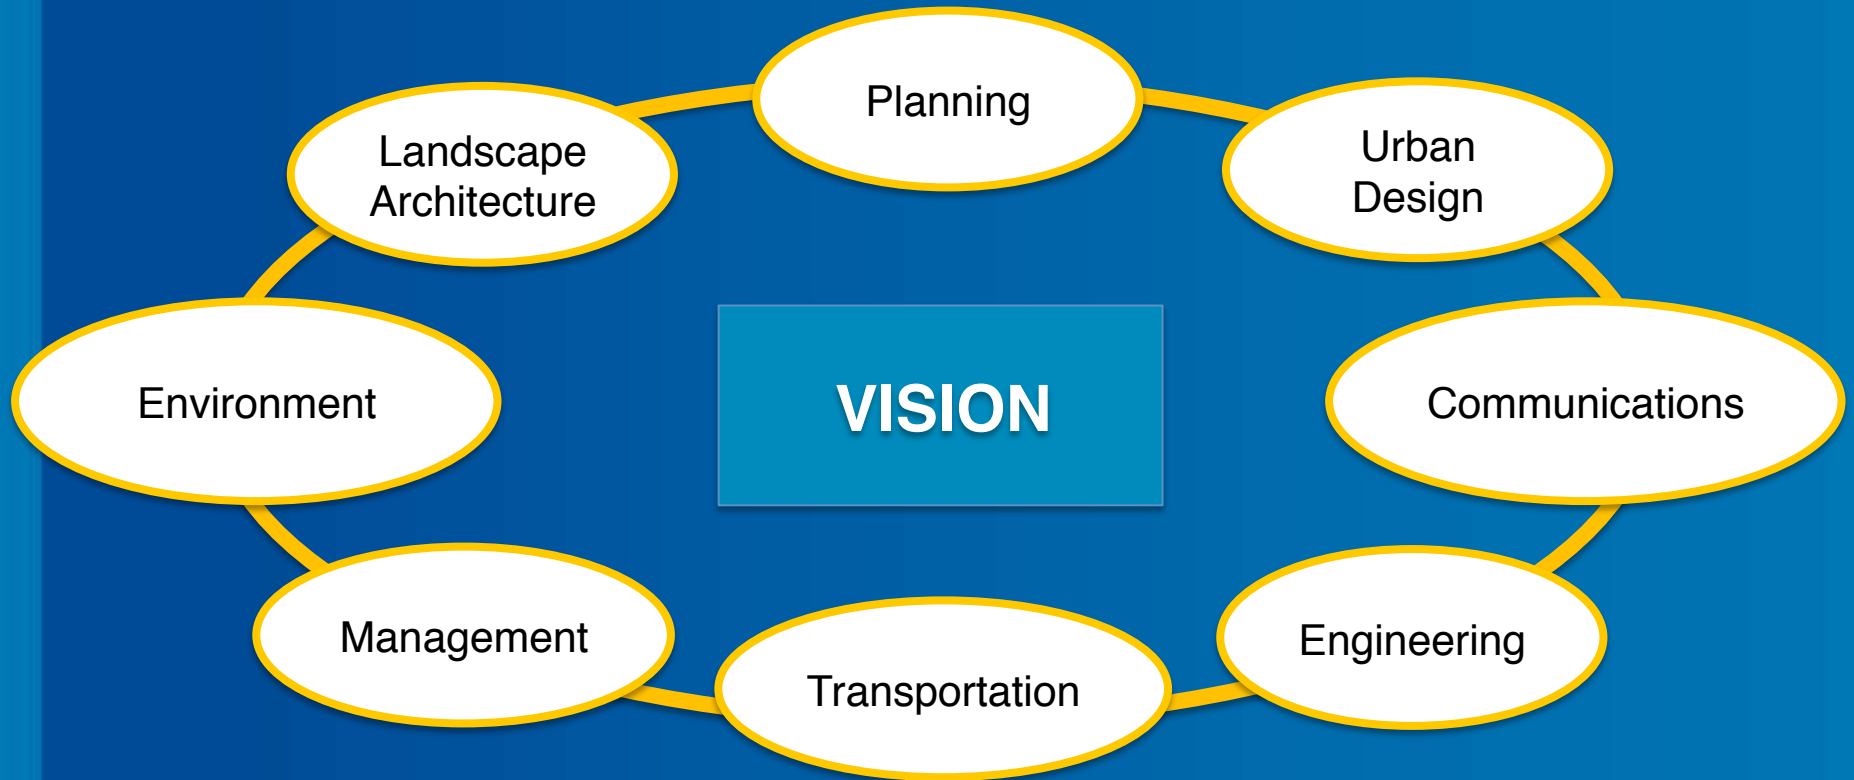 Planning
Landscape
Architecture
Urban
Design
Environment
VISION
Communications
Management
Engineering
Transportation